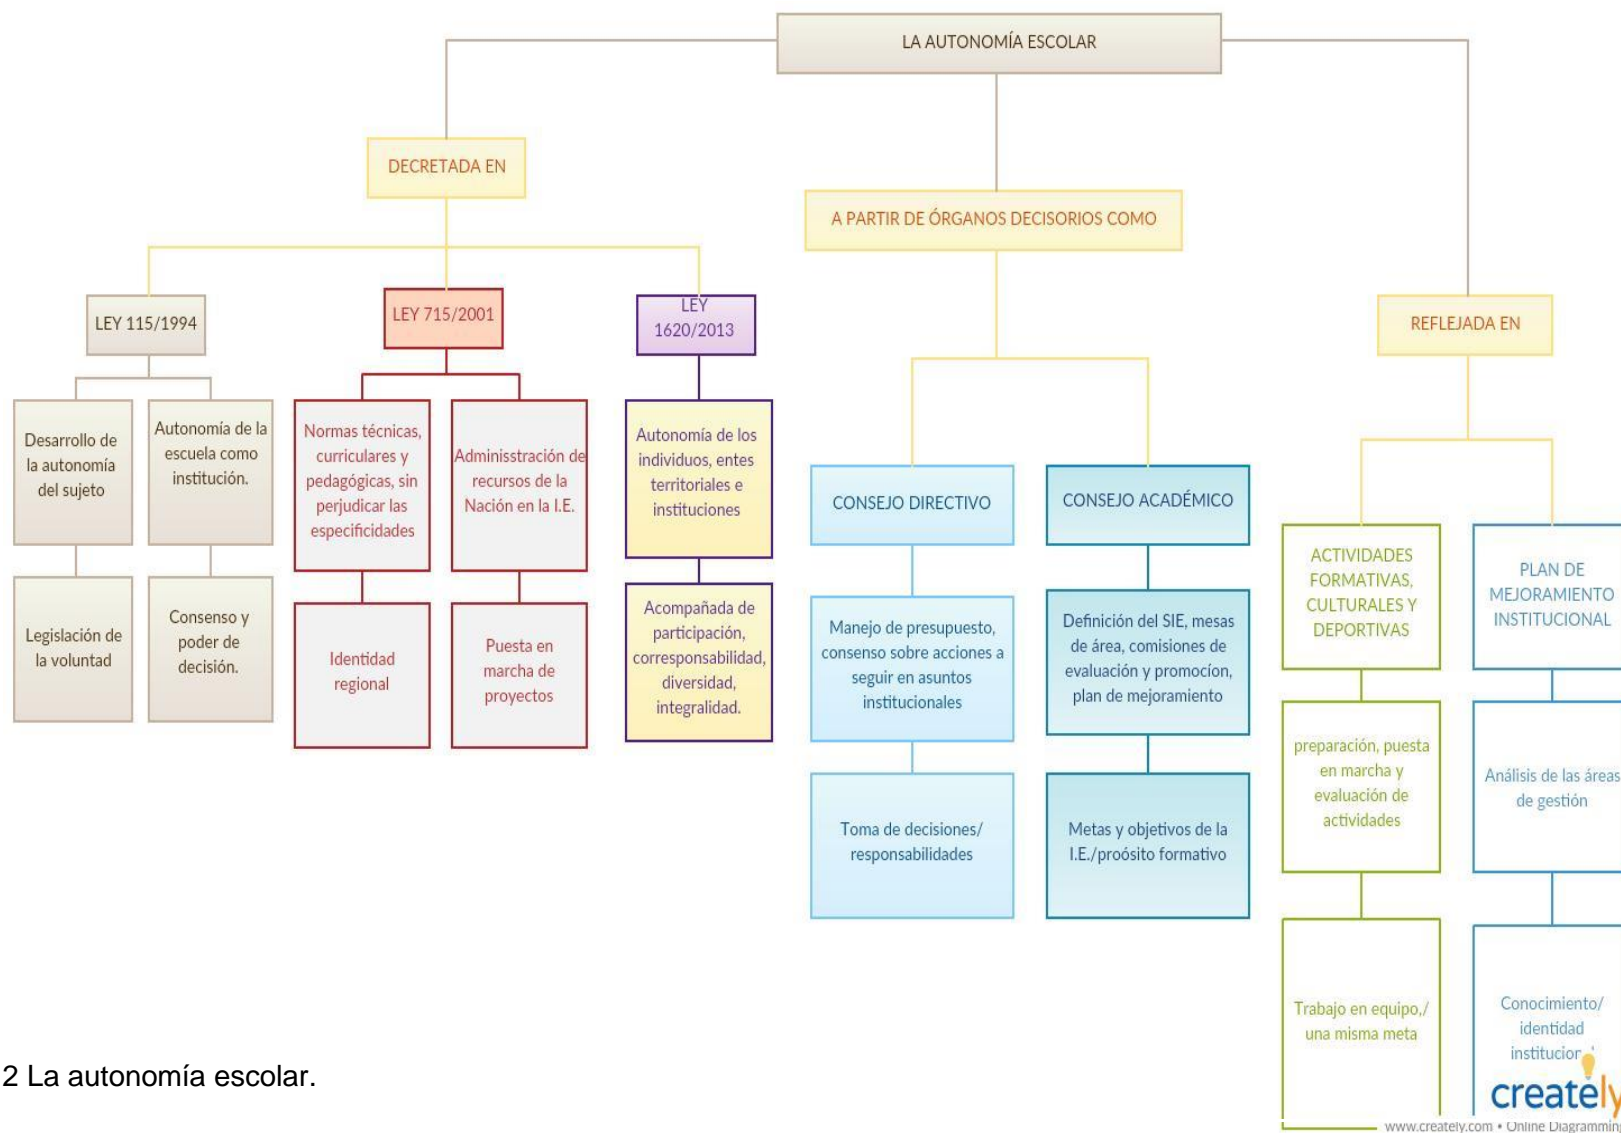 LA AUTONOMÍA ESCOLAR
DECRETADA EN
A PARTIR DE ÓRGANOS DECISORIOS COMO
REFLEJADA EN
LEY 115/1994
LEY 715/2001
LEY
1620/2013
Desarrollo de
la autonomía
del sujeto
Autonomía de la
escuela como
institución.
Normas técnicas,
curriculares y
pedagógicas, sin
perjudicar las
especificidades
Adminisstración de
recursos de la
Nación en la I.E.
Autonomía de los
individuos, entes
territoriales e
instituciones
Legislación de
la voluntad
Consenso y
poder de
decisión.
Identidad
regional
Puesta en
marcha de
proyectos
Acompañada de
participación,
corresponsabilidad,
diversidad,
integralidad.
CONSEJO DIRECTIVO
CONSEJO ACADÉMICO
Manejo de presupuesto,
consenso sobre acciones a
seguir en asuntos
institucionales
Definición del SIE, mesas
de área, comisiones de
evaluación y promocíon,
plan de mejoramiento
Toma de decisiones/
responsabilidades
Metas y objetivos de la
I.E./proósito formativo
ACTIVIDADES
FORMATIVAS,
CULTURALES Y
DEPORTIVAS
PLAN DE
MEJORAMIENTO
INSTITUCIONAL
preparación, puesta
en marcha y
evaluación de
actividades
Análisis de las áreas
de gestión
Trabajo en equipo,/
una misma meta
Conocimiento/
identidad
2 La autonomía escolar.
creately
www.creately.com • Online Diagramming